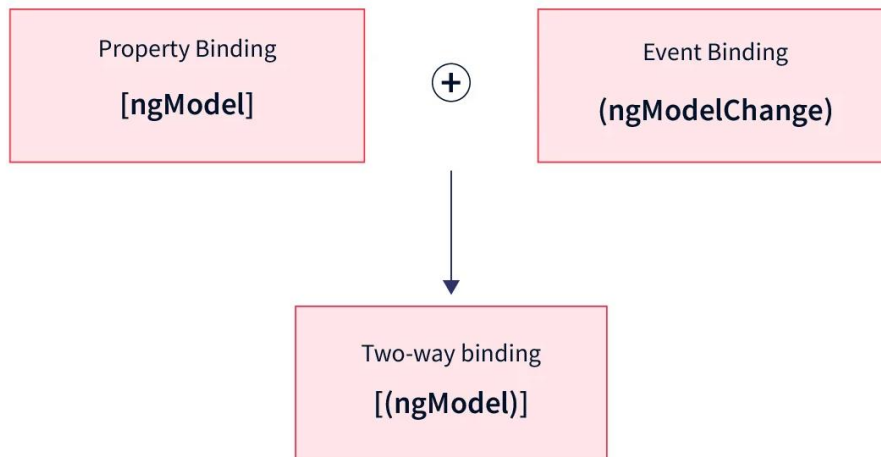 Property Binding
[ngModel]
+
Event Binding
(ngModelChange)
Two-way binding
[(ngModel)]